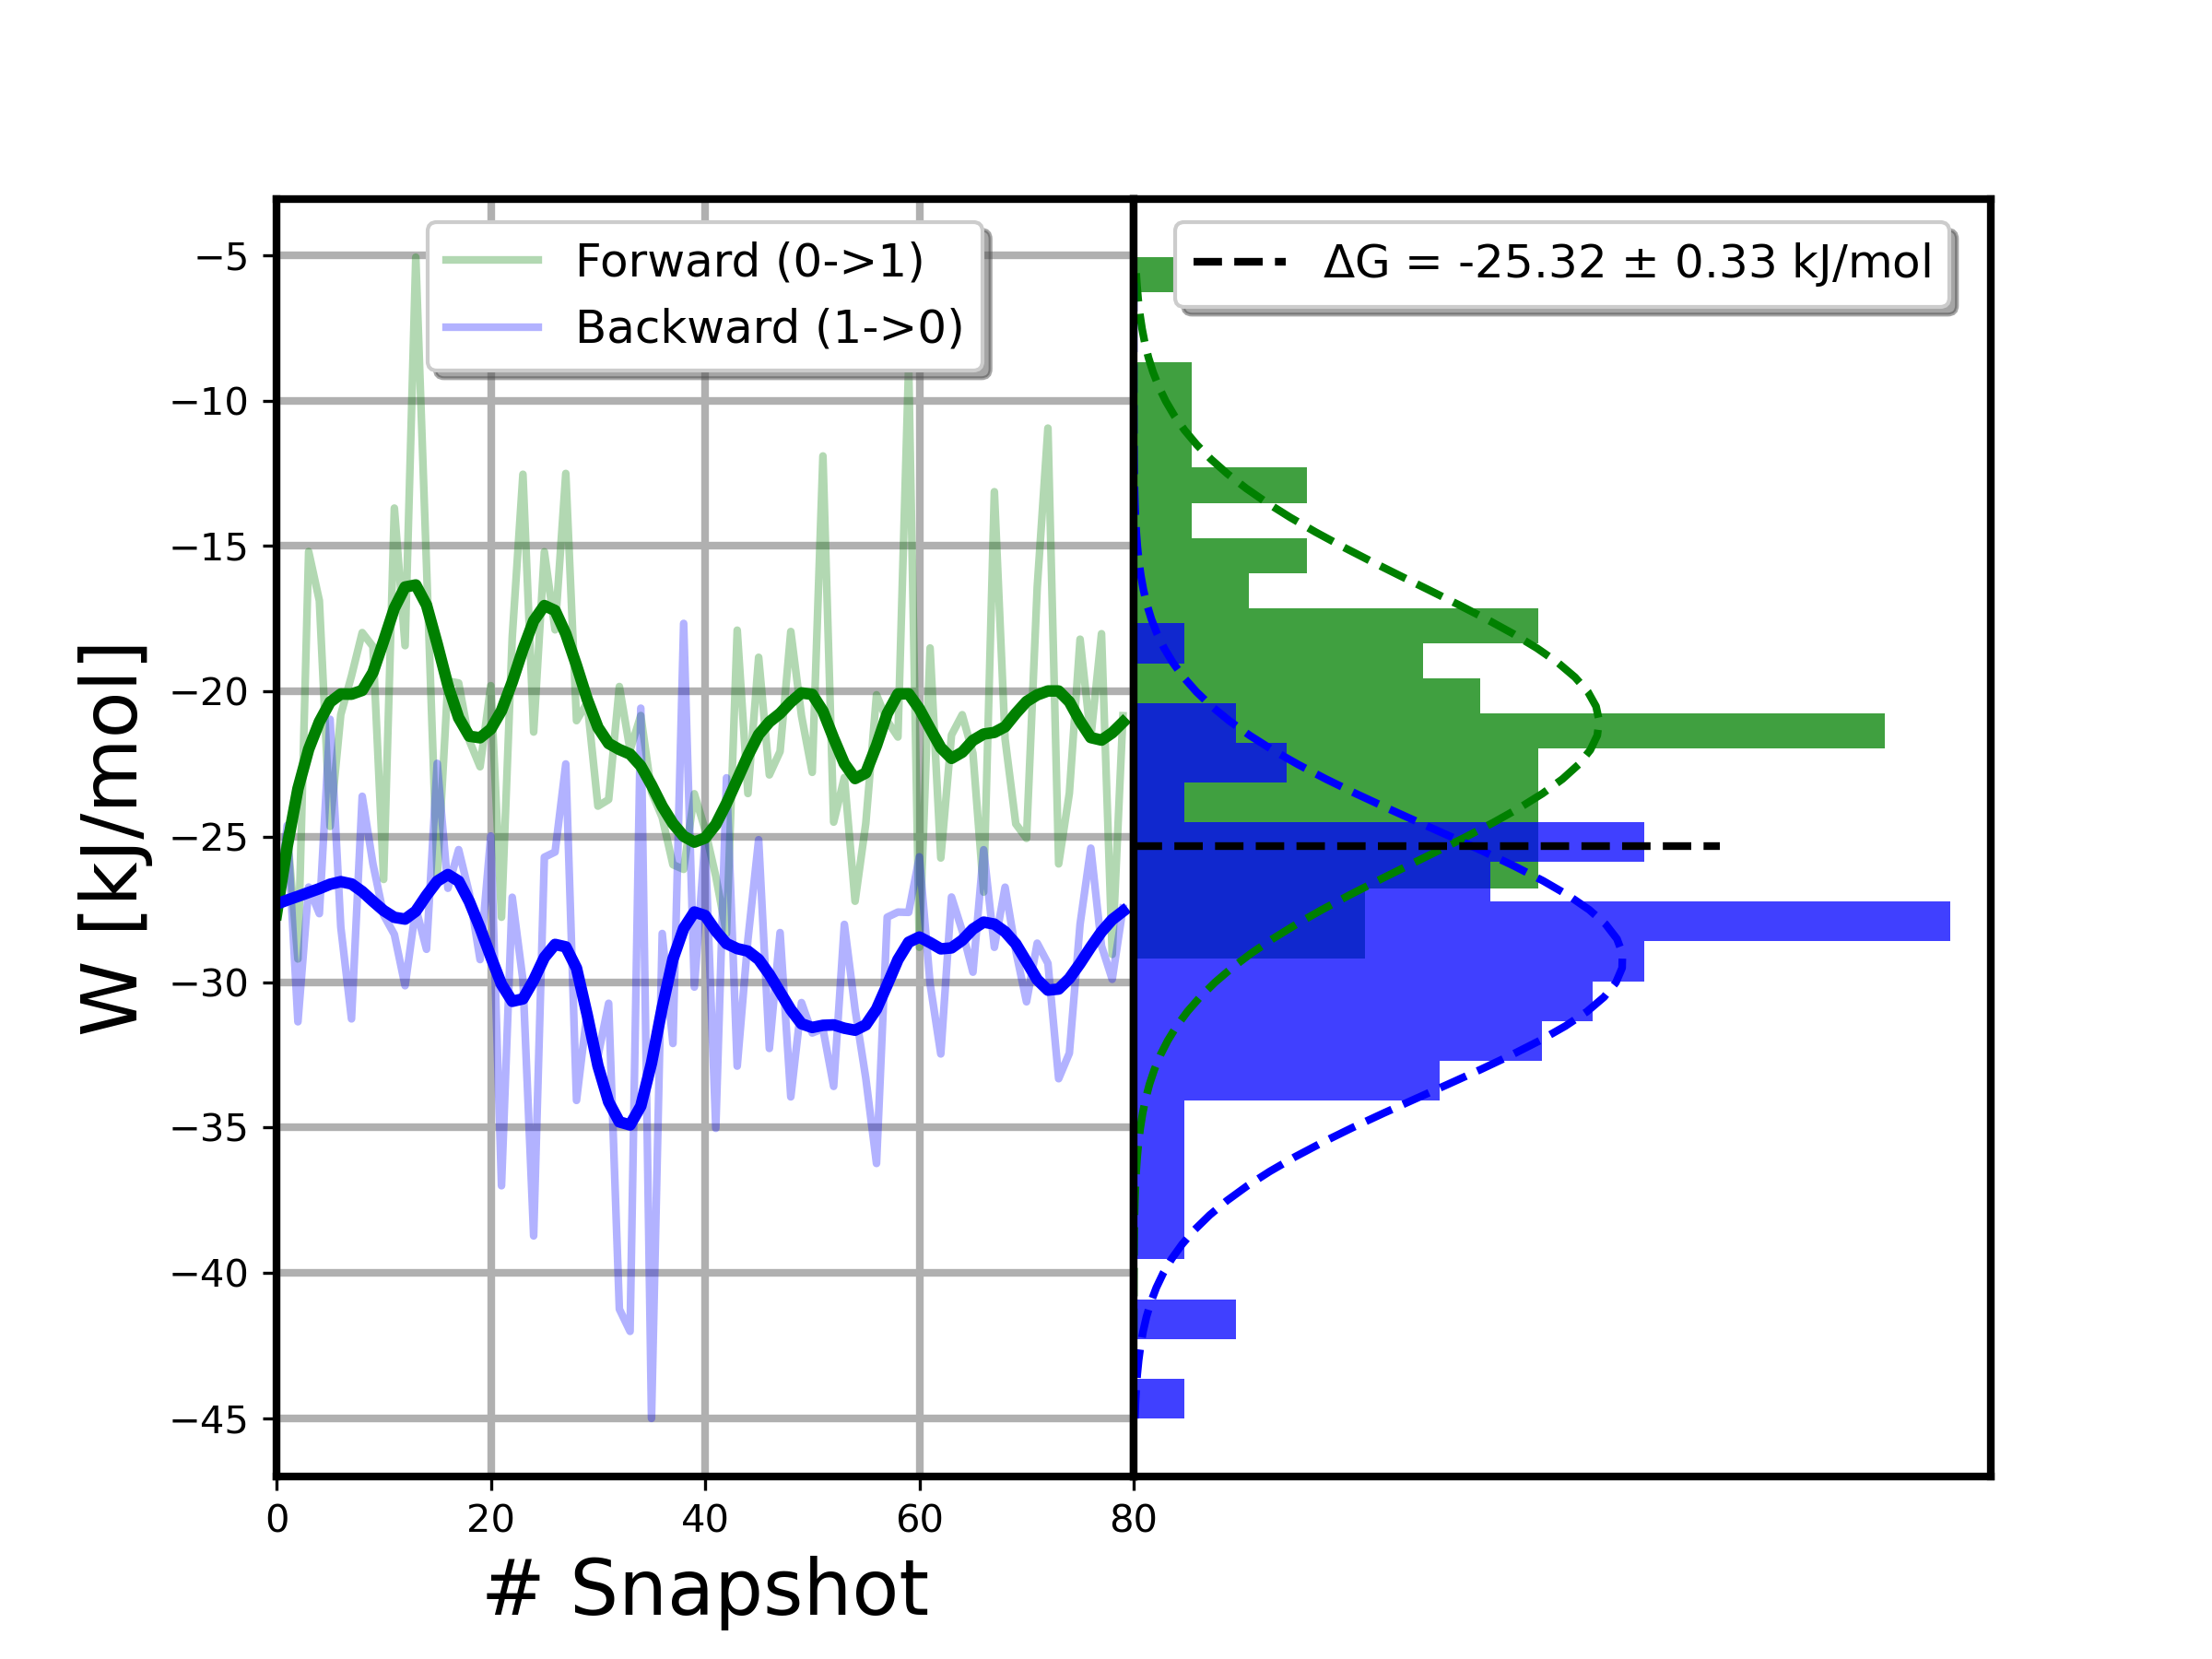 Forward (0->1)
Backward (1->0)
ΔG = -25.32 ± 0.33 kJ/mol
W [kJ/mol]
−5
−10
−15
−20
−25
−30
−35
−40
−45
0 20 40 60 80
# Snapshot